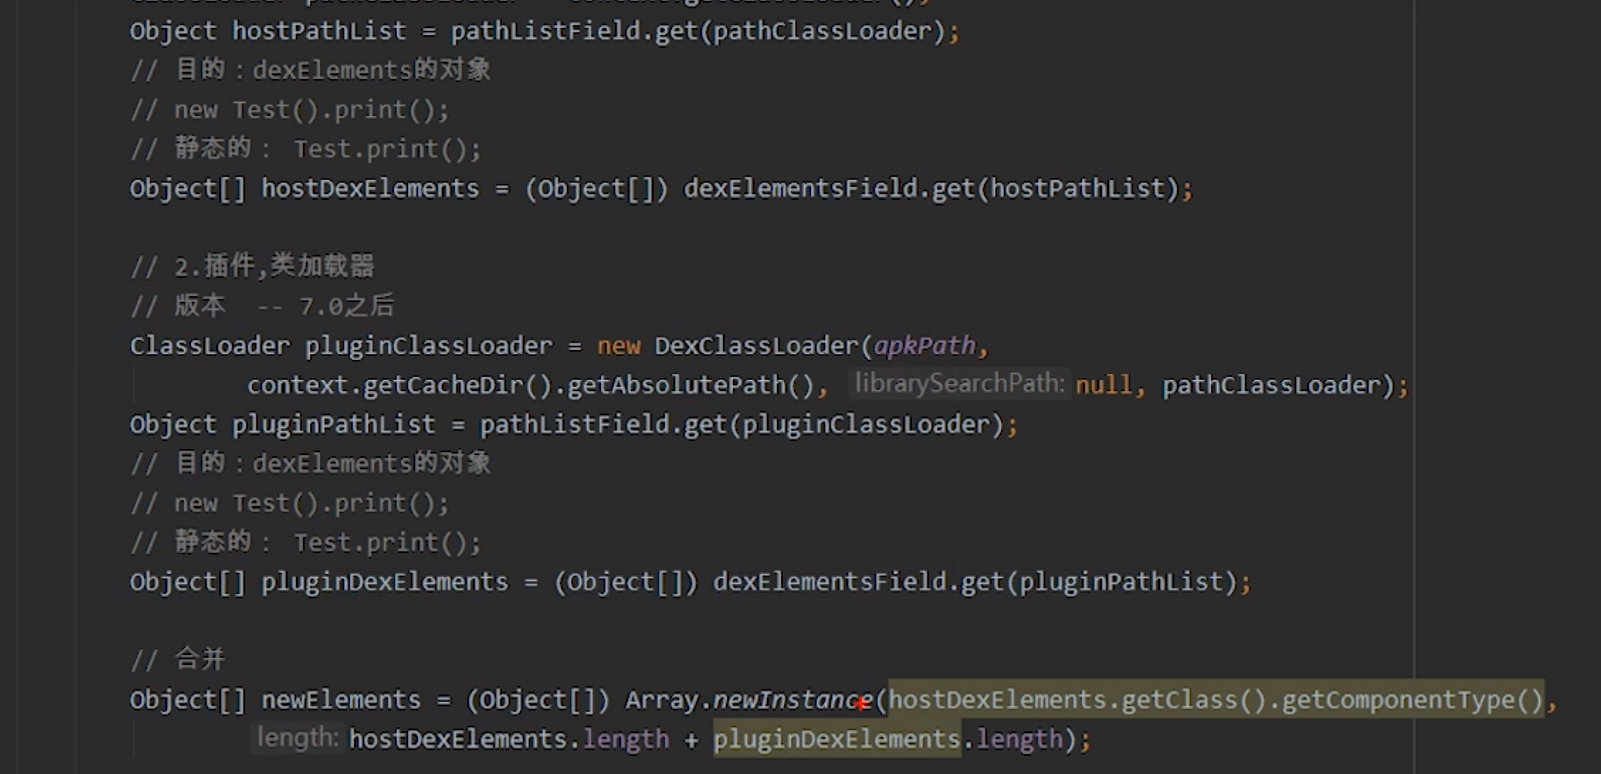 Object hostPathList = pathListField.get(pathClassLoader);
// 目的：dexElements的对象
// new Test().print();
// 静态的： Test.print();
Object[] hostDexElements = (Object[]) dexElementsField.get(hostPathList);
// 2.插件,类加载器
// 版本  -- 7.0之后
ClassLoader pluginClassLoader = new DexClassLoader(apkPath,
context.getCacheDir().getAbsolutePath(), librarySearchPath: null, pathClassLoader);
Object pluginPathList = pathListField.get(pluginClassLoader);
// 目的：dexElements的对象
// new Test().print();
// 静态的： Test.print();
Object[] pluginDexElements = (Object[]) dexElementsField.get(pluginPathList);
// 合并
Object[] newElements = (Object[]) Array.newInstance(hostDexElements.getClass().getComponentType(),
length: hostDexElements.length + pluginDexElements.length);